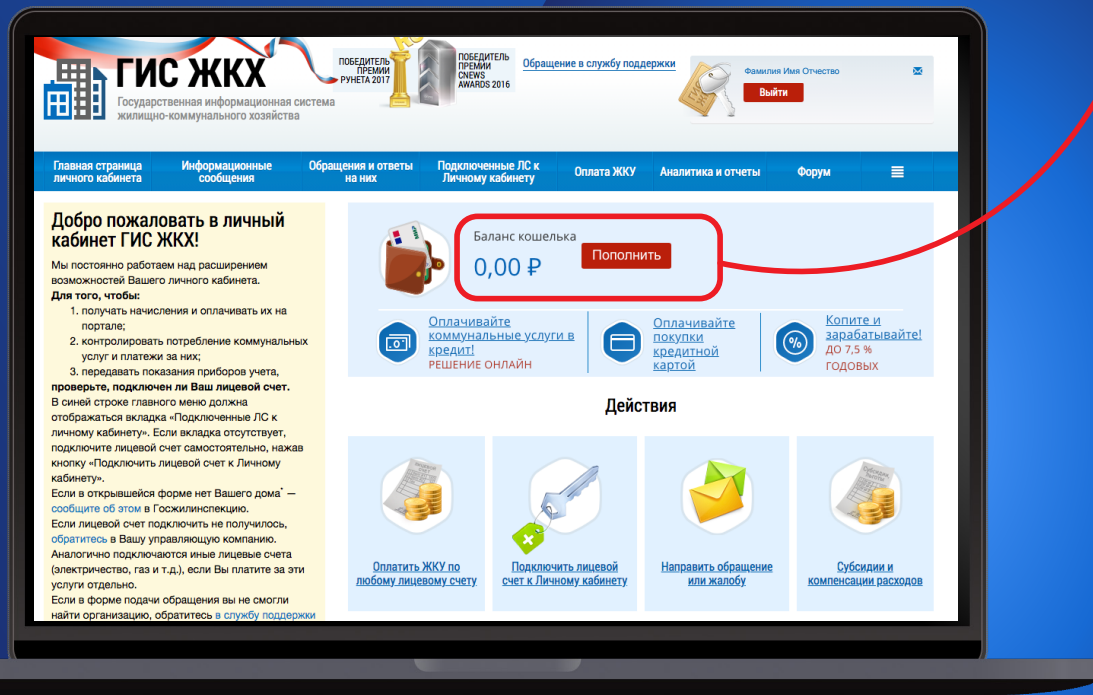 ПОБЕДИТЕЛЬ
ПРЕМИИ
РУНЕТА 2017
ПОБЕДИТЕЛЬ
ПРЕМИИ
CNEWS
AWARDS 2016
Обращение в службу поддержки
Фамилия Имя Отчество
Выйти
ГИС ЖКХ
Государственная информационная система
жилищно-коммунального хозяйства
Главная страница
личного кабинета
Информационные
сообщения
Обращения и ответы
на них
Подключенные ЛС к
Личному кабинету
Оплата ЖКУ
Аналитика и отчеты
Форум
Добро пожаловать в личный
кабинет ГИС ЖКХ!
Мы постоянно работаем над расширением
возможностей Вашего личного кабинета.
Для того, чтобы:
1. получать начисления и оплачивать их на
портале;
2. контролировать потребление коммунальных
услуг и платежи за них;
3. передавать показания приборов учета,
проверьте, подключен ли Ваш лицевой счет.
В синей строке главного меню должна
отображаться вкладка «Подключенные ЛС к
личному кабинету». Если вкладка отсутствует,
подключите лицевой счет самостоятельно, нажав
кнопку «Подключить лицевой счет к Личному
кабинету».
Если в открывшейся форме нет Вашего дома* —
сообщите об этом в Госжилинспекцию.
Если лицевой счет подключить не получилось,
обратитесь в Вашу управляющую компанию.
Аналогично подключаются иные лицевые счета
(электричество, газ и т.д.), если Вы платите за эти
услуги отдельно.
Если в форме подачи обращения вы не смогли
найти организацию, обратитесь в службу поддержки
Баланс кошелька
0,00 ₽
Пополнить
Оплачивайте
коммунальные услуги в
кредит!
РЕШЕНИЕ ОНЛАЙН
Оплачивайте
покупки
кредитной
картой
Копите и
зарабатывайте!
ДО 7,5 %
ГОДОВЫХ
Действия
Оплатить ЖКУ по
любому лицевому счету
Подключить лицевой
счет к Личному кабинету
Направить обращение
или жалобу
Субсидии и
компенсации расходов